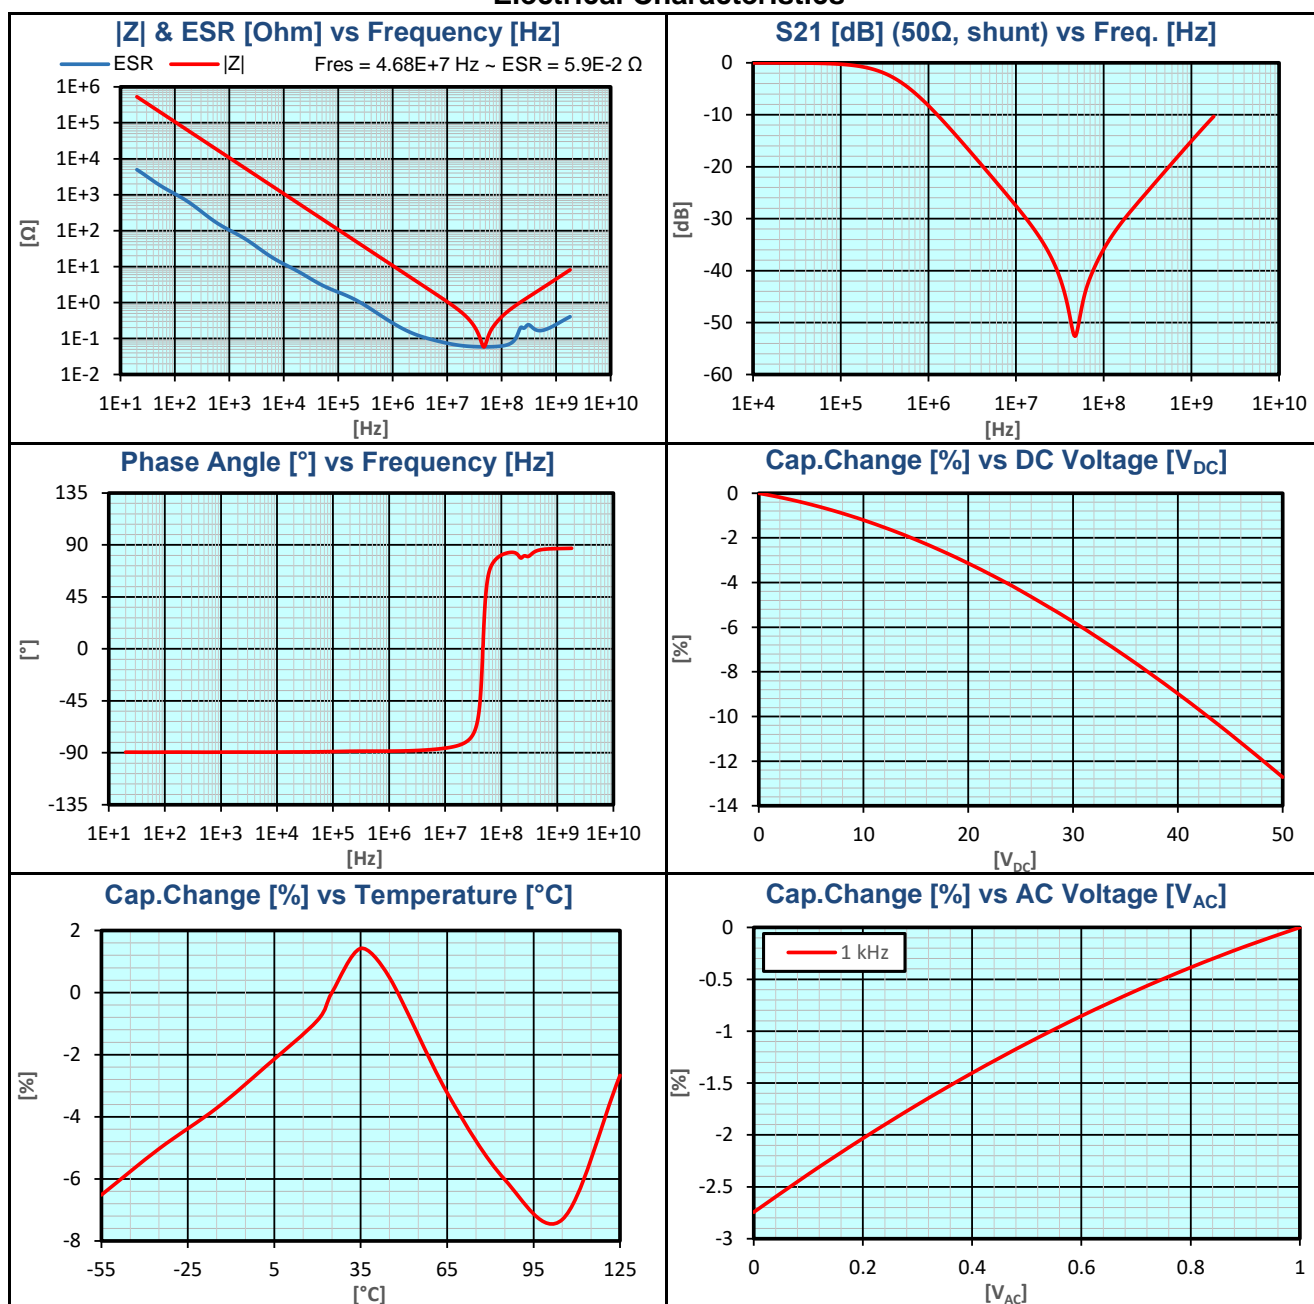 Electrical Characteristics
|Z| & ESR [Ohm] vs Frequency [Hz]
ESR |Z| Fres = 4.68E+7 Hz ~ ESR = 5.9E-2 Ω
1E+6
1E+5
1E+4
1E+3
1E+2
1E+1
1E+0
1E-1
1E-2
[Ω]
1E+1 1E+2 1E+3 1E+4 1E+5 1E+6 1E+7 1E+8 1E+9 1E+10
[Hz]
S21 [dB] (50Ω, shunt) vs Freq. [Hz]
0
-10
-20
-30
-40
-50
-60
[dB]
1E+4 1E+5 1E+6 1E+7 1E+8 1E+9 1E+10
[Hz]
Phase Angle [°] vs Frequency [Hz]
135
90
45
0
-45
-90
-135
[°]
1E+1 1E+2 1E+3 1E+4 1E+5 1E+6 1E+7 1E+8 1E+9 1E+10
[Hz]
Cap.Change [%] vs DC Voltage [VDC]
0
-2
-4
-6
-8
-10
-12
-14
[%]
0 10 20 30 40 50
[VDC]
Cap.Change [%] vs Temperature [°C]
2
0
-2
-4
-6
-8
[%]
-55 -25 5 35 65 95 125
[°C]
Cap.Change [%] vs AC Voltage [VAC]
1 kHz
0
-0.5
-1
-1.5
-2
-2.5
-3
[%]
0 0.2 0.4 0.6 0.8 1
[VAC]